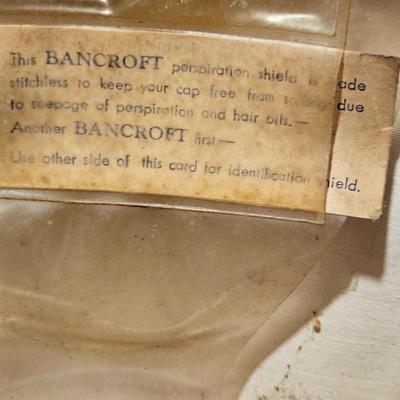 This BANCROFT perspiration shield is made
stitchless to keep your cap free from soiling due
to seepage of perspiration and hair oils.—
Another BANCROFT first—
Use other side of this card for identification shield.